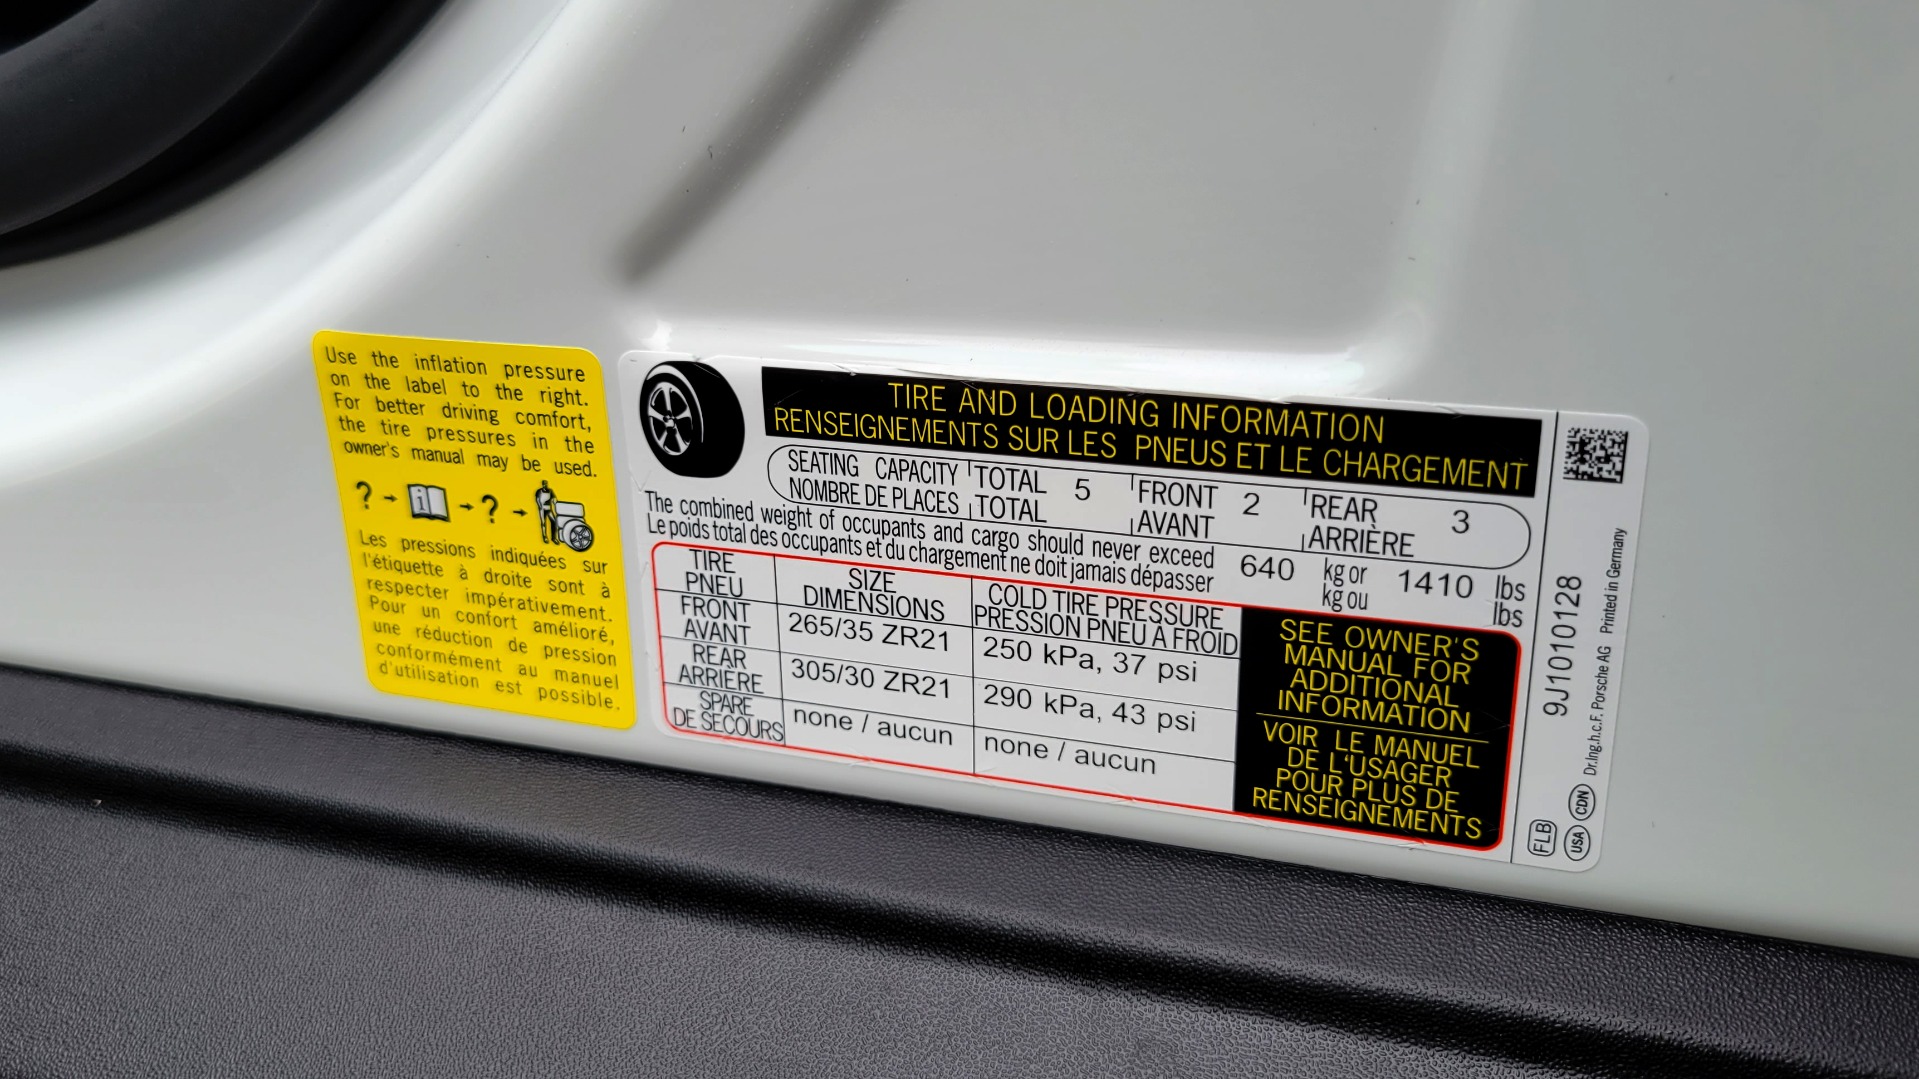 Use the inflation pressure
on the label to the right.
For better driving comfort,
the tire pressures in the
owner's manual may be used.
? i ?
Les pressions indiquées sur
l'étiquette à droite sont à
respecter impérativement.
Pour un confort amélioré,
une réduction de pression
conformément au manuel
d'utilisation est possible.
TIRE AND LOADING INFORMATION
RENSEIGNEMENTS SUR LES PNEUS ET LE CHARGEMENT
SEATING CAPACITY TOTAL 5 FRONT 2 REAR 3
NOMBRE DE PLACES TOTAL AVANT ARRIÈRE
The combined weight of occupants and cargo should never exceed 640 kg or 1410 lbs
Le poids total des occupants et du chargement ne doit jamais dépasser kg ou lbs
TIRE SIZE COLD TIRE PRESSURE
PNEU DIMENSIONS PRESSION PNEU À FROID
FRONT 265/35 ZR21 250 kPa, 37 psi
AVANT
REAR 305/30 ZR21 290 kPa, 43 psi
ARRIÈRE
SPARE none / aucun none / aucun
DE SECOURS
SEE OWNER'S
MANUAL FOR
ADDITIONAL
INFORMATION
VOIR LE MANUEL
DE L'USAGER
POUR PLUS DE
RENSEIGNEMENTS
9J1010128
Dr.Ing.h.c.F. Porsche AG Printed in Germany
FLB
USA CDN